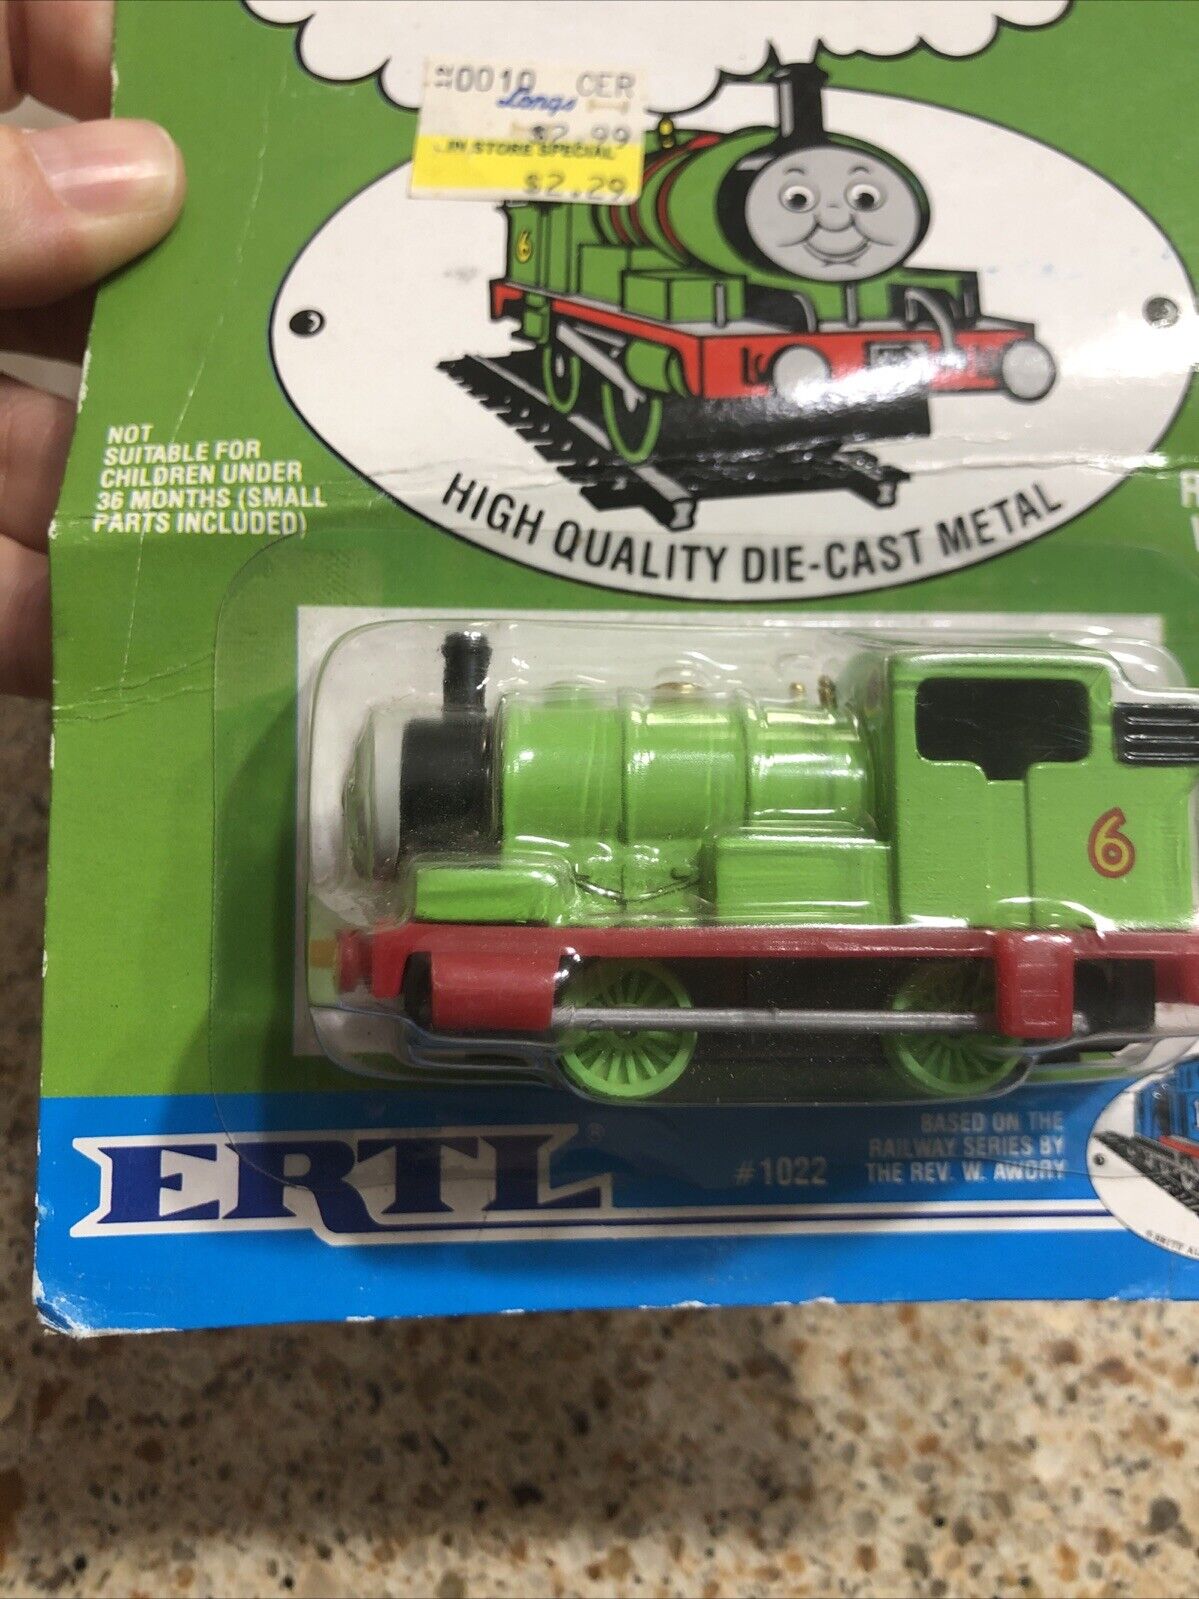 0010 CER
Longs
$2.99
IN STORE SPECIAL
$2.29
6
NOT
SUITABLE FOR
CHILDREN UNDER
36 MONTHS (SMALL
PARTS INCLUDED)
HIGH QUALITY DIE-CAST METAL
6
ERTL®
#1022
BASED ON THE
RAILWAY SERIES BY
THE REV. W. AWDRY